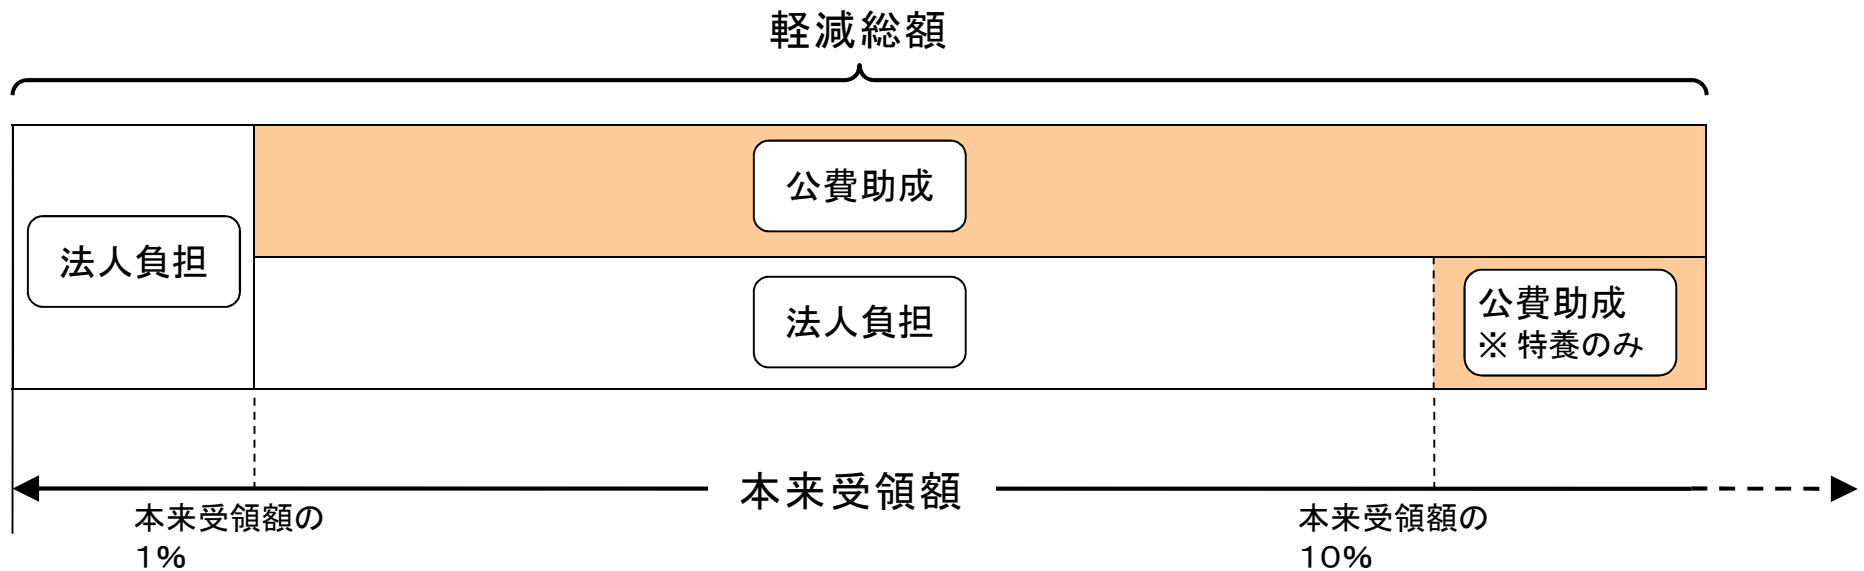 軽減総額
公費助成
法人負担
法人負担
公費助成
※ 特養のみ
本来受領額
本来受領額の
1%
本来受領額の
10%